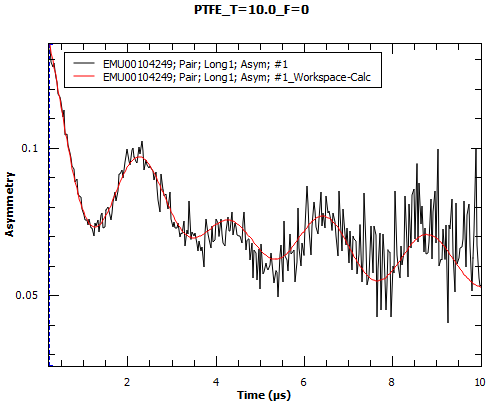 PTFE_T=10.0_F=0
EMU00104249; Pair; Long1; Asym; #1
EMU00104249; Pair; Long1; Asym; #1_Workspace-Calc
0.1
0.05
Asymmetry
2 4 6 8 10
Time (μs)